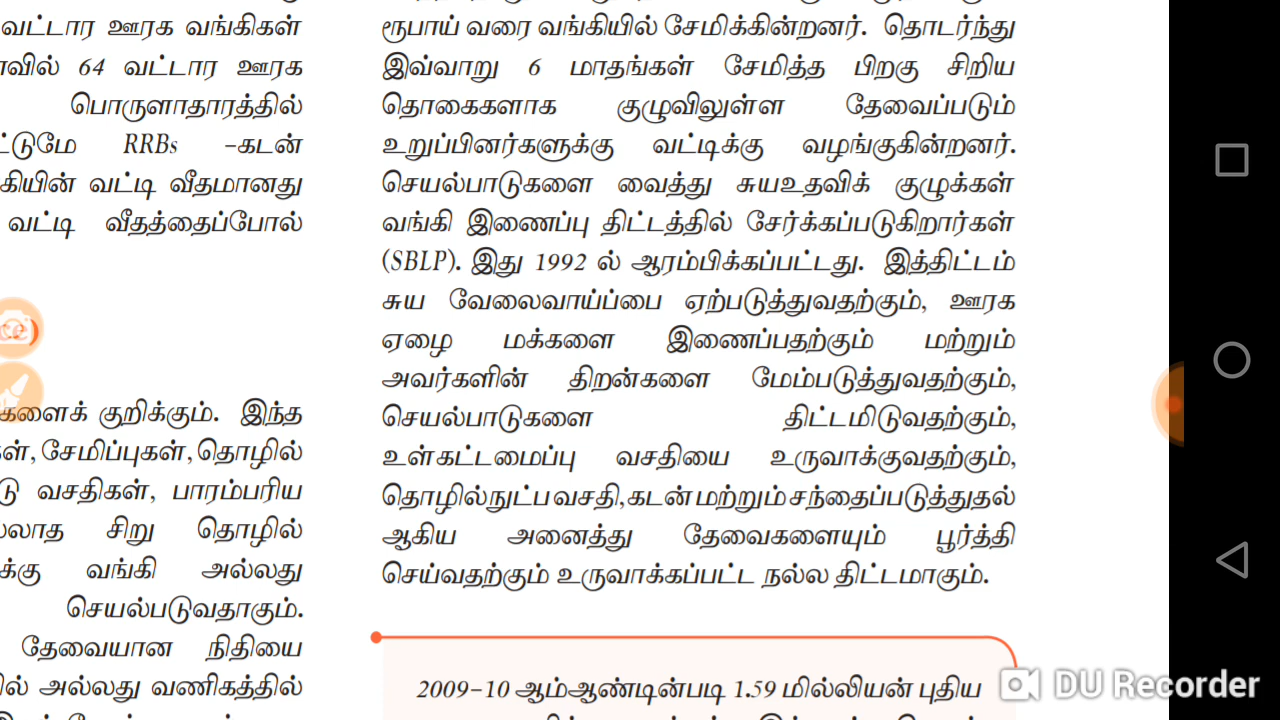 வட்டார ஊரக வங்கிகள்
64 வட்டார ஊரக
பொருளாதாரத்தில்
RRBs -கடன்
வட்டி வீதமானது
வட்டி வீதத்தைப்போல்
குறிக்கும். இந்த
சேமிப்புகள், தொழில்
வசதிகள், பாரம்பரிய
சிறு தொழில்
வங்கி அல்லது
செயல்படுவதாகும்.
தேவையான நிதியை
அல்லது வணிகத்தில்
ரூபாய் வரை வங்கியில் சேமிக்கின்றனர். தொடர்ந்து
இவ்வாறு 6 மாதங்கள் சேமித்த பிறகு சிறிய
தொகைகளாக குழுவிலுள்ள தேவைப்படும்
உறுப்பினர்களுக்கு வட்டிக்கு வழங்குகின்றனர்.
செயல்பாடுகளை வைத்து சுயஉதவிக் குழுக்கள்
வங்கி இணைப்பு திட்டத்தில் சேர்க்கப்படுகிறார்கள்
(SBLP). இது 1992 ல் ஆரம்பிக்கப்பட்டது. இத்திட்டம்
சுய வேலைவாய்ப்பை ஏற்படுத்துவதற்கும், ஊரக
ஏழை மக்களை இணைப்பதற்கும் மற்றும்
அவர்களின் திறன்களை மேம்படுத்துவதற்கும்,
செயல்பாடுகளை திட்டமிடுவதற்கும்,
உள்கட்டமைப்பு வசதியை உருவாக்குவதற்கும்,
தொழில்நுட்ப வசதி, கடன் மற்றும் சந்தைப்படுத்துதல்
ஆகிய அனைத்து தேவைகளையும் பூர்த்தி
செய்வதற்கும் உருவாக்கப்பட்ட நல்ல திட்டமாகும்.
2009-10 ஆம்ஆண்டின்படி 1.59 மில்லியன் புதிய
DU Recorder